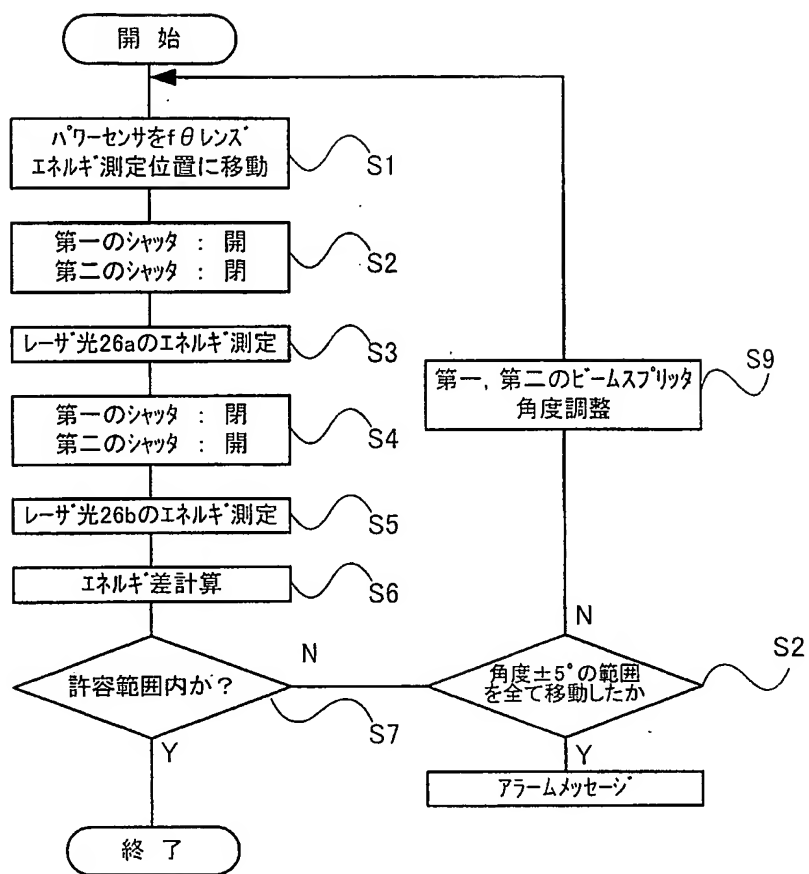 開 始
パワーセンサをfθレンズ
エネルギ測定位置に移動
S1
第一のシャッタ : 開
第二のシャッタ : 閉
S2
レーザ光26aのエネルギ測定
S3
第一のシャッタ : 閉
第二のシャッタ : 開
S4
レーザ光26bのエネルギ測定
S5
エネルギ差計算
S6
許容範囲内か?
S7
N
Y
終 了
角度±5°の範囲
を全て移動したか
S2
N
Y
アラームメッセージ
第一, 第二のビームスプリッタ
角度調整
S9